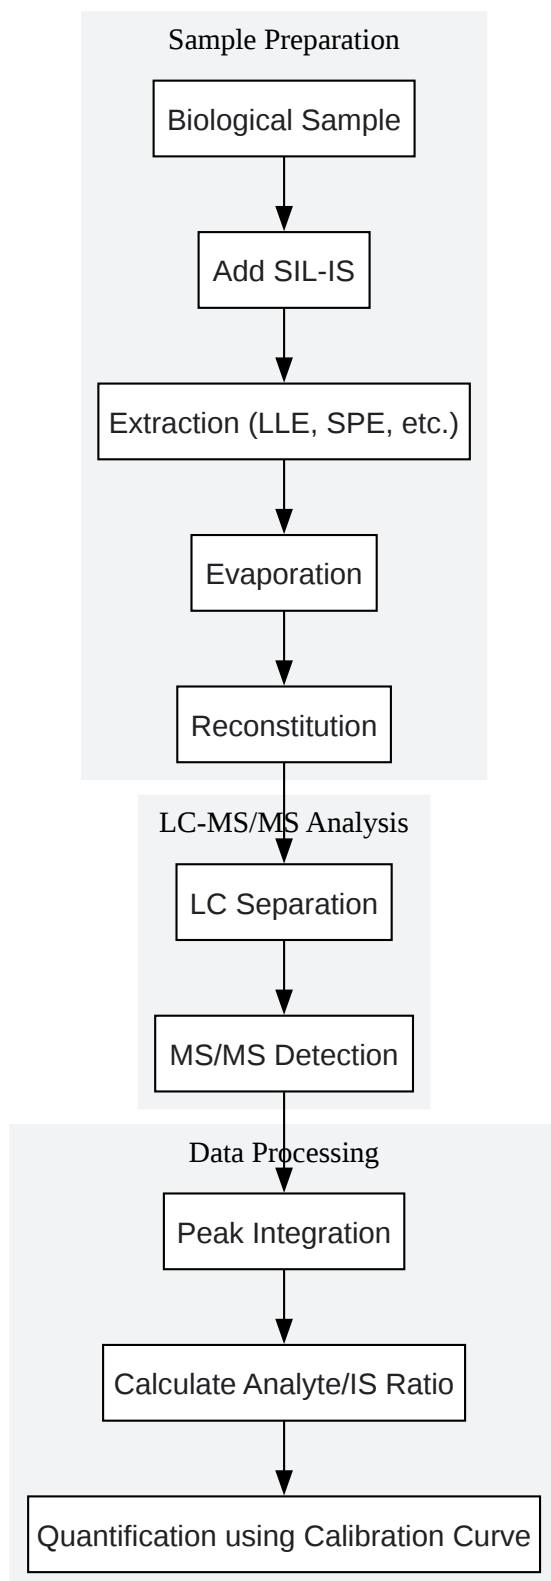 Sample Preparation
Biological Sample
Add SIL-IS
Extraction (LLE, SPE, etc.)
Evaporation
Reconstitution
LC-MS/MS Analysis
LC Separation
MS/MS Detection
Data Processing
Peak Integration
Calculate Analyte/IS Ratio
Quantification using Calibration Curve